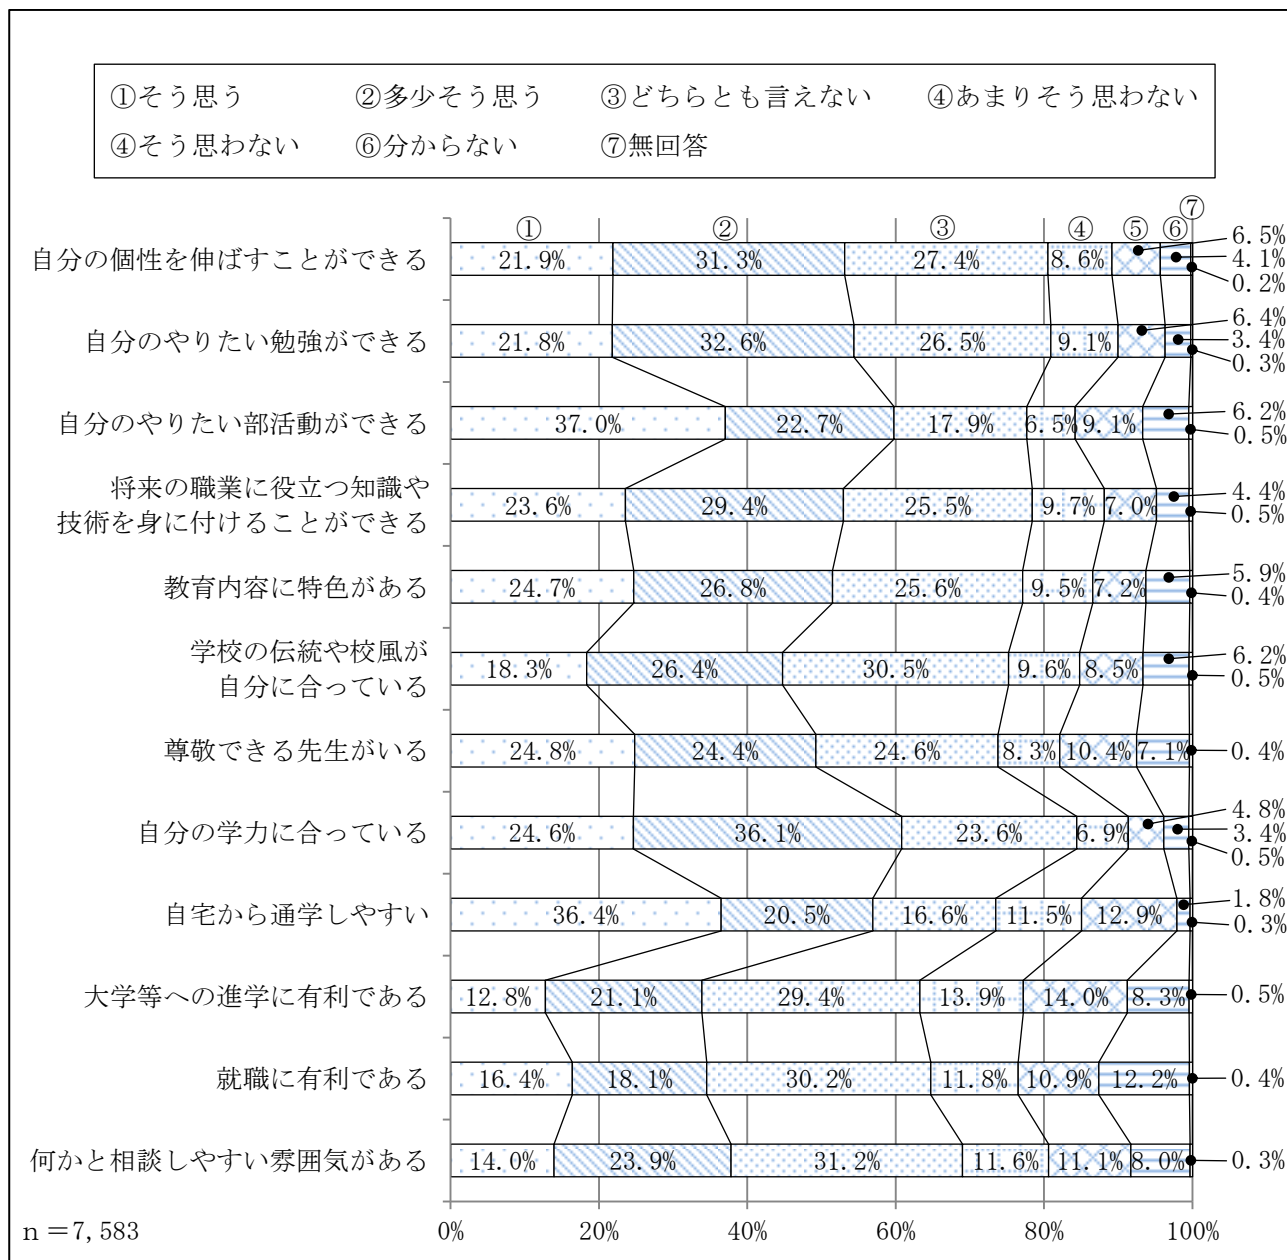 ①そう思う ②多少そう思う ③どちらとも言えない ④あまりそう思わない
④そう思わない ⑥分からない ⑦無回答
① ② ③ ④ ⑤ ⑥ ⑦
自分の個性を伸ばすことができる 21.9% 31.3% 27.4% 8.6% 6.5% 4.1% 0.2%
自分のやりたい勉強ができる 21.8% 32.6% 26.5% 9.1% 6.4% 3.4% 0.3%
自分のやりたい部活動ができる 37.0% 22.7% 17.9% 6.5% 9.1% 6.2% 0.5%
将来の職業に役立つ知識や
技術を身に付けることができる 23.6% 29.4% 25.5% 9.7% 7.0% 4.4% 0.5%
教育内容に特色がある 24.7% 26.8% 25.6% 9.5% 7.2% 5.9% 0.4%
学校の伝統や校風が
自分に合っている 18.3% 26.4% 30.5% 9.6% 8.5% 6.2% 0.5%
尊敬できる先生がいる 24.8% 24.4% 24.6% 8.3% 10.4% 7.1% 0.4%
自分の学力に合っている 24.6% 36.1% 23.6% 6.9% 4.8% 3.4% 0.5%
自宅から通学しやすい 36.4% 20.5% 16.6% 11.5% 12.9% 1.8% 0.3%
大学等への進学に有利である 12.8% 21.1% 29.4% 13.9% 14.0% 8.3% 0.5%
就職に有利である 16.4% 18.1% 30.2% 11.8% 10.9% 12.2% 0.4%
何かと相談しやすい雰囲気がある 14.0% 23.9% 31.2% 11.6% 11.1% 8.0% 0.3%
n＝7,583 0% 20% 40% 60% 80% 100%